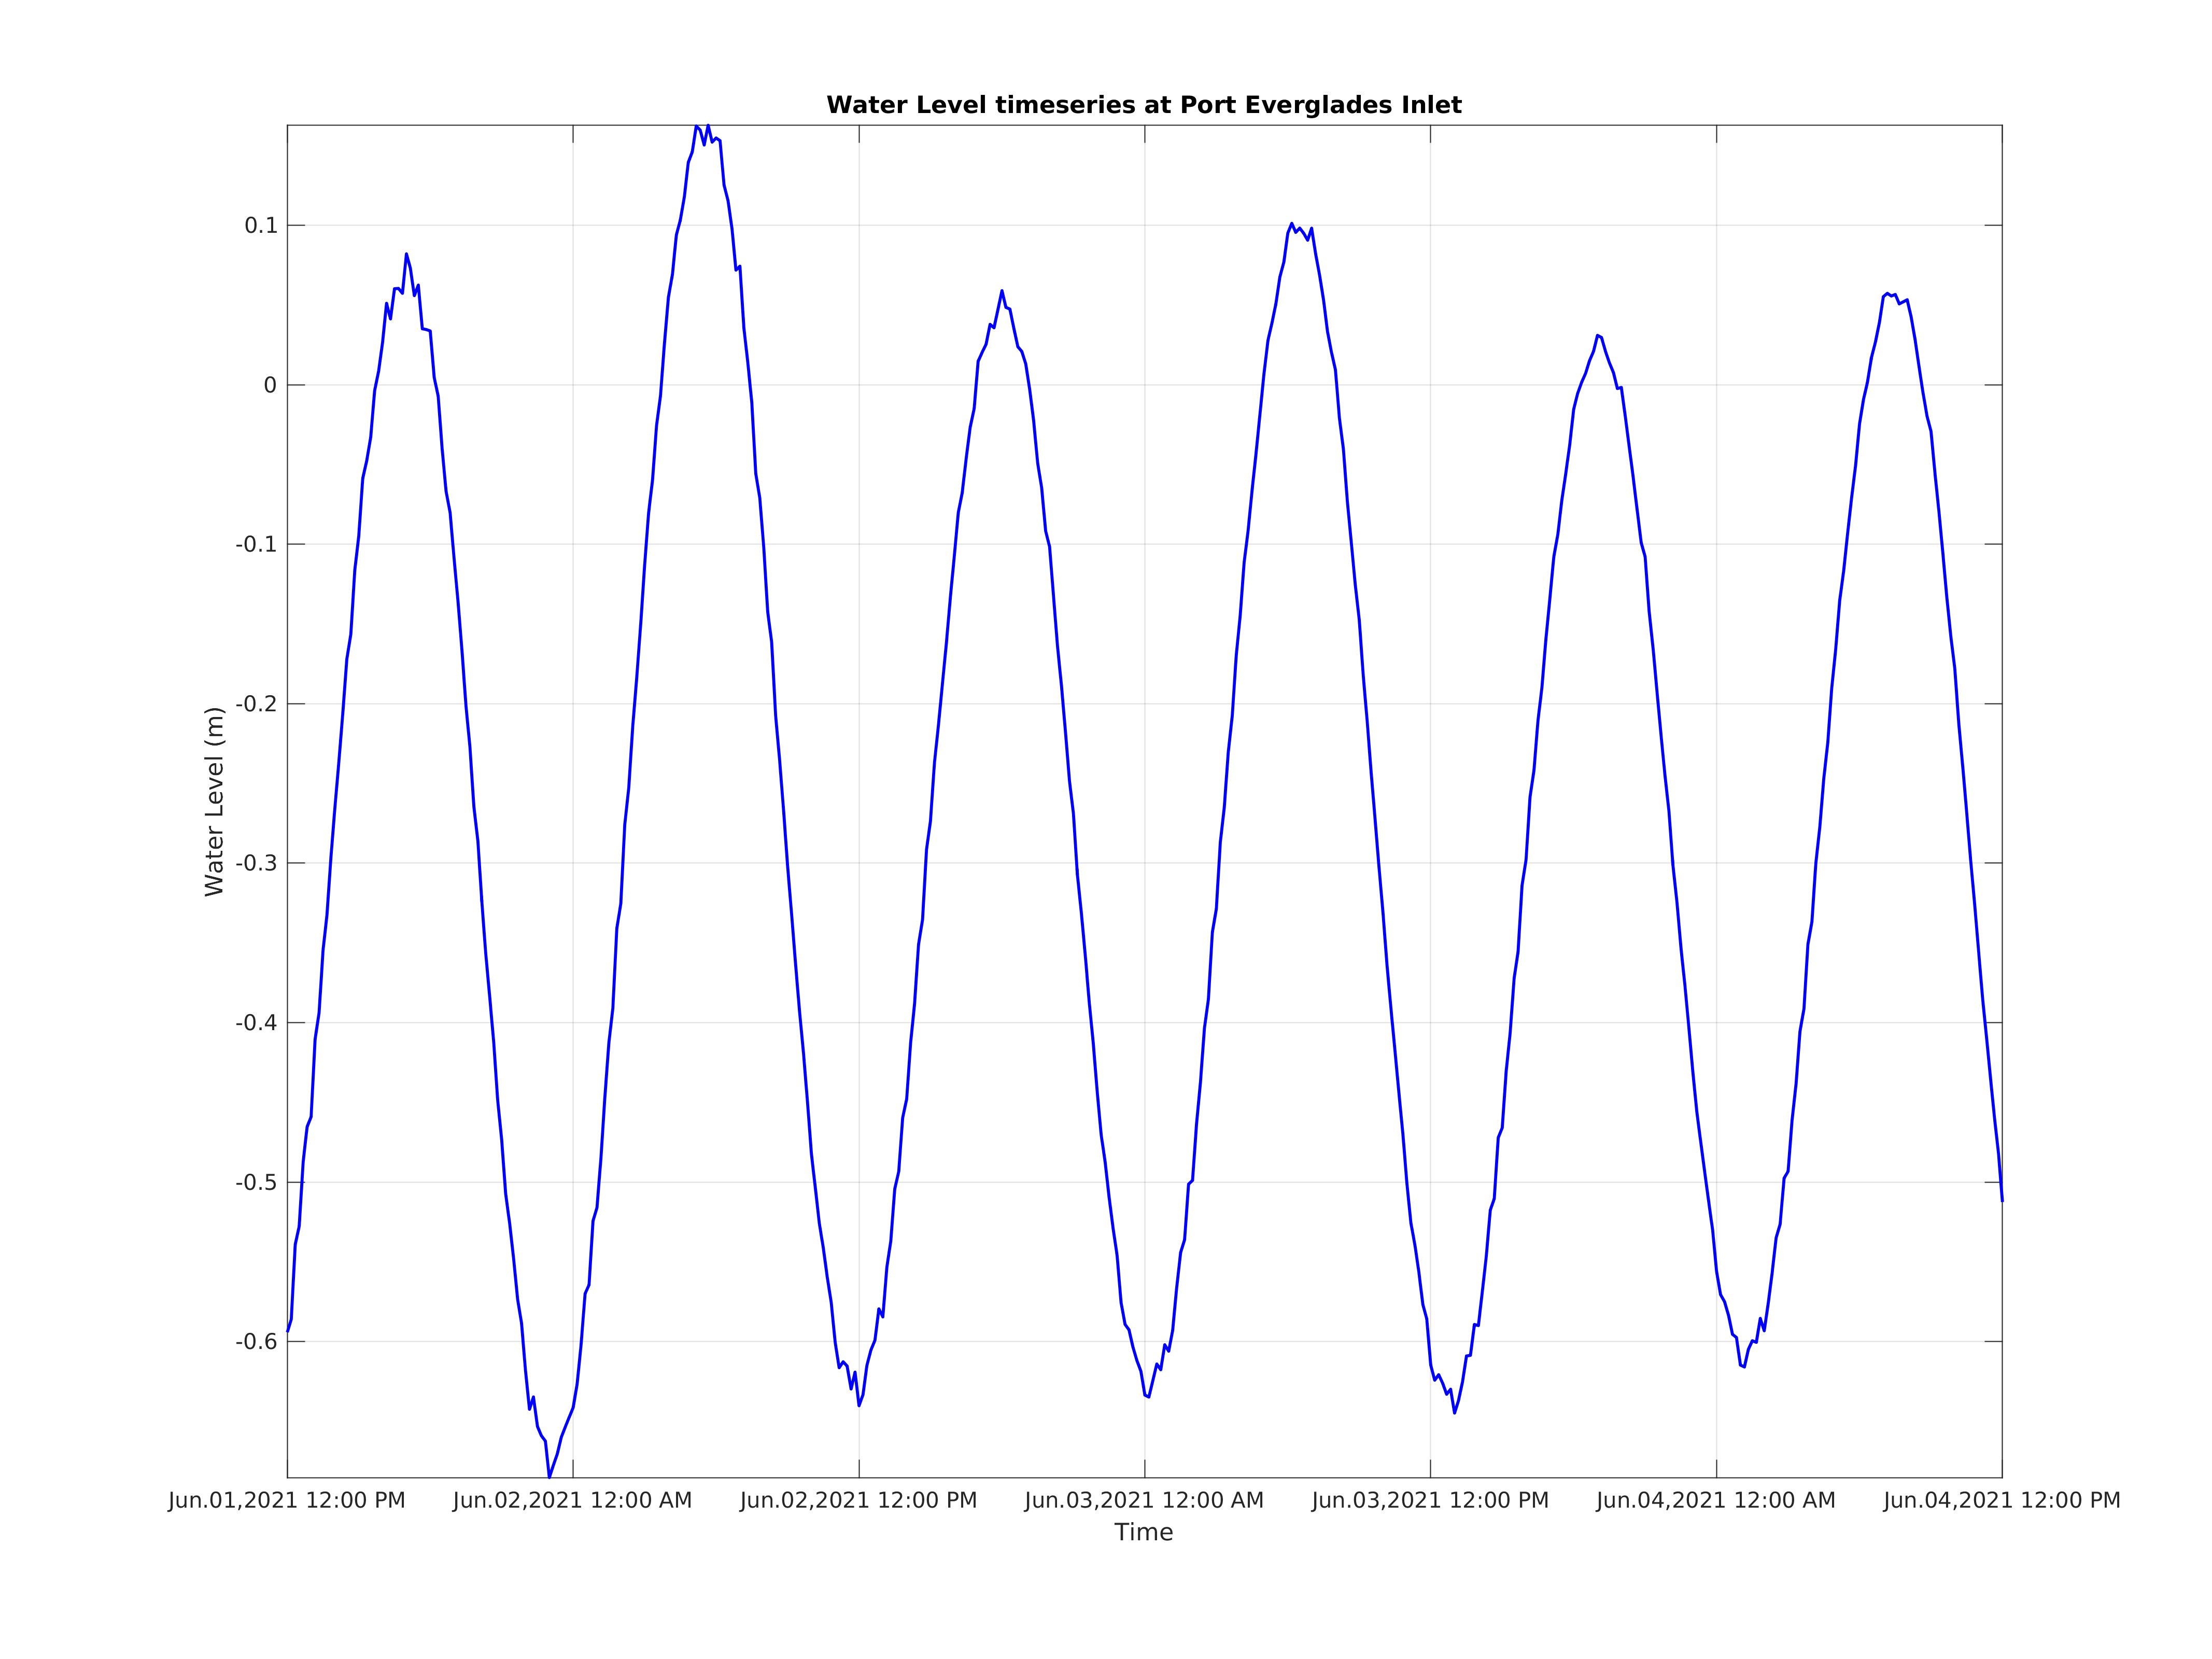 Water Level timeseries at Port Everglades Inlet
0.1
0
-0.1
-0.2
-0.3
-0.4
-0.5
-0.6
Water Level (m)
Jun.01,2021 12:00 PM Jun.02,2021 12:00 AM Jun.02,2021 12:00 PM Jun.03,2021 12:00 AM Jun.03,2021 12:00 PM Jun.04,2021 12:00 AM Jun.04,2021 12:00 PM
Time